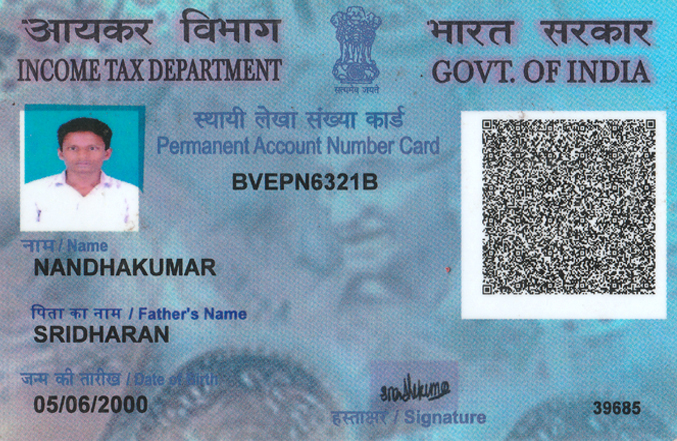 आयकर विभाग
INCOME TAX DEPARTMENT
सत्यमेव जयते
भारत सरकार
GOVT. OF INDIA
स्थायी लेखा संख्या कार्ड
Permanent Account Number Card
BVEPN6321B
नाम / Name
NANDHAKUMAR
पिता का नाम / Father's Name
SRIDHARAN
जन्म की तारीख / Date of Birth
05/06/2000
हस्ताक्षर / Signature
39685